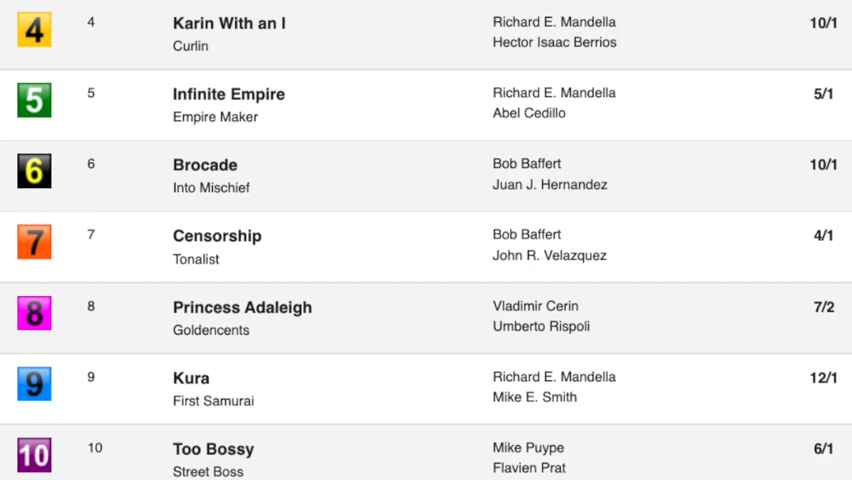 4 4 Karin With an I Richard E. Mandella 10/1
Curlin Hector Isaac Berrios
5 5 Infinite Empire Richard E. Mandella 5/1
Empire Maker Abel Cedillo
6 6 Brocade Bob Baffert 10/1
Into Mischief Juan J. Hernandez
7 7 Censorship Bob Baffert 4/1
Tonalist John R. Velazquez
8 8 Princess Adaleigh Vladimir Cerin 7/2
Goldencents Umberto Rispoli
9 9 Kura Richard E. Mandella 12/1
First Samurai Mike E. Smith
10 10 Too Bossy Mike Puype 6/1
Street Boss Flavien Prat